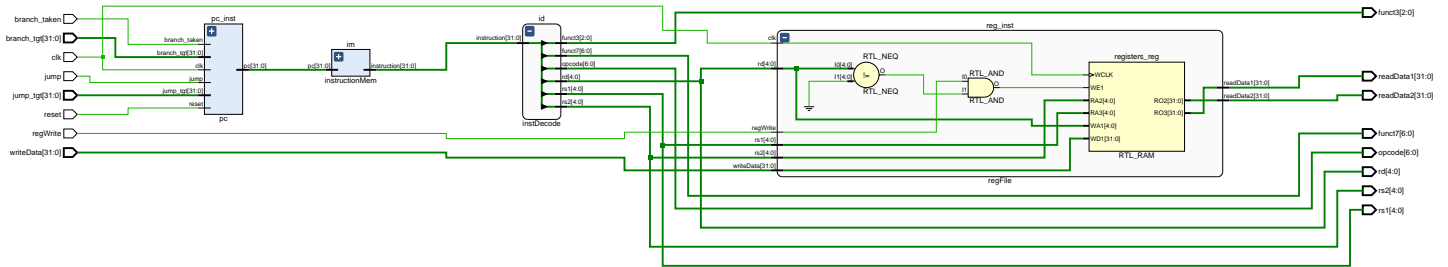 branch_taken
branch_tgt[31:0]
clk
jump
jump_tgt[31:0]
reset
regWrite
writeData[31:0]
pc_inst
branch_taken
branch_tgt[31:0]
clk
jump
jump_tgt[31:0]
reset
pc[31:0]
pc
im
pc[31:0]
instruction[31:0]
instructionMem
id
instruction[31:0]
funct3[2:0]
funct7[6:0]
opcode[6:0]
rd[4:0]
rs1[4:0]
rs2[4:0]
instDecode
reg_inst
clk
rd[4:0]
regWrite
rs1[4:0]
rs2[4:0]
writeData[31:0]
RTL_NEQ
I0[4:0]
I1[4:0]
!=
O
RTL_NEQ
RTL_AND
I0
I1
O
RTL_AND
registers_reg
WCLK
WE1
RA2[4:0]
RA3[4:0]
WA1[4:0]
WD1[31:0]
RO2[31:0]
RO3[31:0]
RTL_RAM
readData1[31:0]
readData2[31:0]
regFile
funct3[2:0]
readData1[31:0]
readData2[31:0]
funct7[6:0]
opcode[6:0]
rd[4:0]
rs2[4:0]
rs1[4:0]